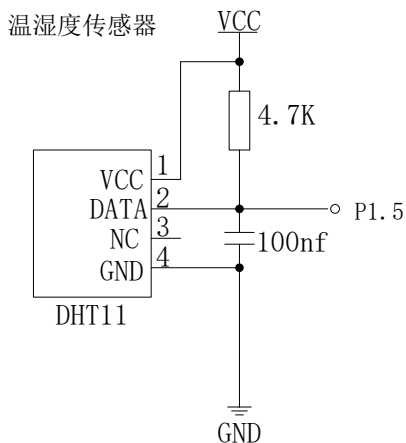 温湿度传感器
VCC
4.7K
VCC 1
DATA 2
P1.5
NC 3
100nf
GND 4
DHT11
GND